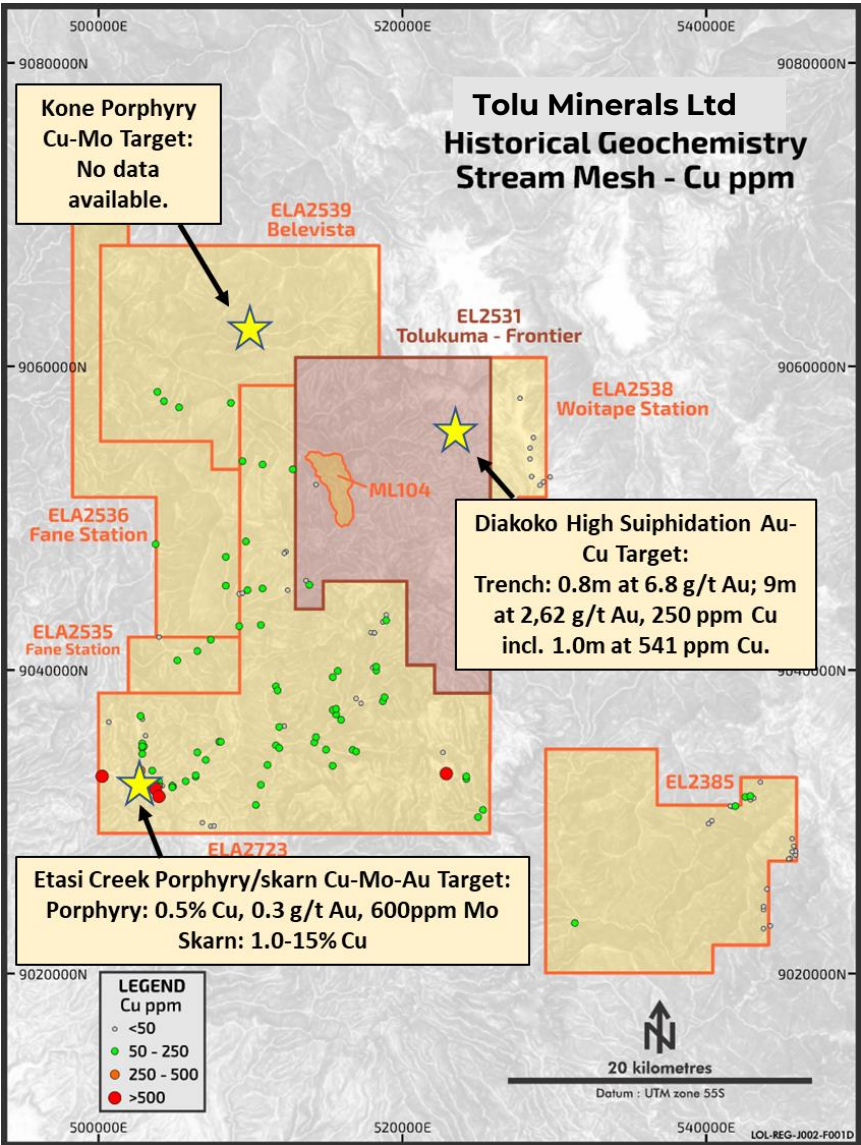 500000E
520000E
540000E
9080000N
9080000N
Tolu Minerals Ltd
Historical Geochemistry
Stream Mesh - Cu ppm
Kone Porphyry
Cu-Mo Target:
No data
available.
ELA2539
Belevista
EL2531
Tolukuma - Frontier
9060000N
9060000N
ELA2538
Woitape Station
ML104
ELA2536
Fane Station
Diakoko High Suiphidation Au-
Cu Target:
Trench: 0.8m at 6.8 g/t Au; 9m
at 2,62 g/t Au, 250 ppm Cu
incl. 1.0m at 541 ppm Cu.
ELA2535
Fane Station
9040000N
9040000N
EL2385
ELA2723
Etasi Creek Porphyry/skarn Cu-Mo-Au Target:
Porphyry: 0.5% Cu, 0.3 g/t Au, 600ppm Mo
Skarn: 1.0-15% Cu
9020000N
9020000N
LEGEND
Cu ppm
<50
50 - 250
250 - 500
>500
N
20 kilometres
Datum : UTM zone 55S
500000E
520000E
540000E
LOL-REG-J002-F001D